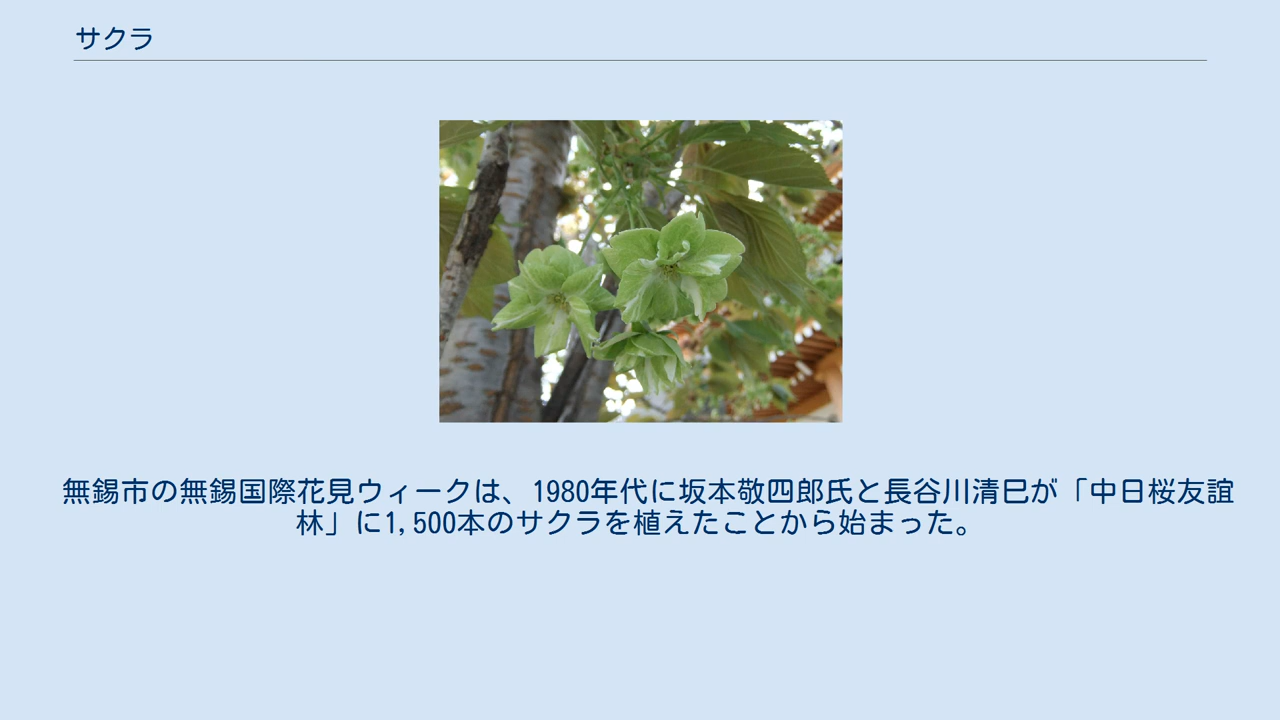 サクラ
無錫市の無錫国際花見ウィークは、1980年代に坂本敬四郎氏と長谷川清巳が「中日桜友誼
林」に1,500本のサクラを植えたことから始まった。